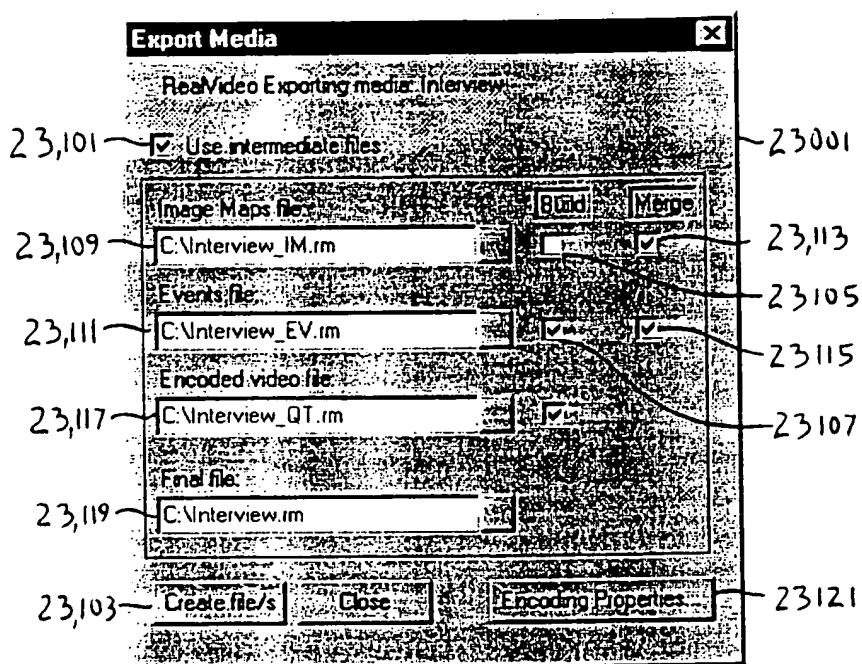 Export Media
RealVideo Exporting media: Interview
23,101
Use intermediate files
23001
Image Maps file:
Build
Merge
23,109
C:\Interview_IM.rm
23,113
23105
Events file:
23,111
C:\Interview_EV.rm
23115
Encoded video file:
23,117
C:\Interview_QT.rm
23107
Final file:
23,119
C:\Interview.rm
23,103
Create file/s
Close
Encoding Properties...
23121